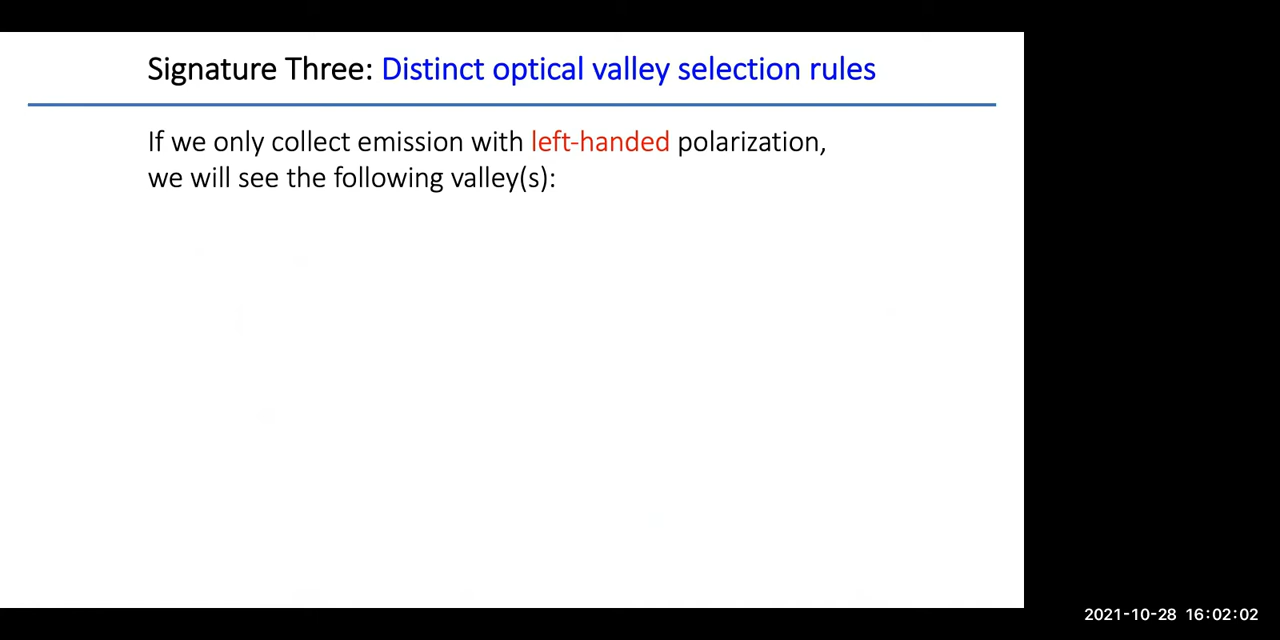 Signature Three: Distinct optical valley selection rules
If we only collect emission with left-handed polarization,
we will see the following valley(s):
2021-10-28 16:02:02